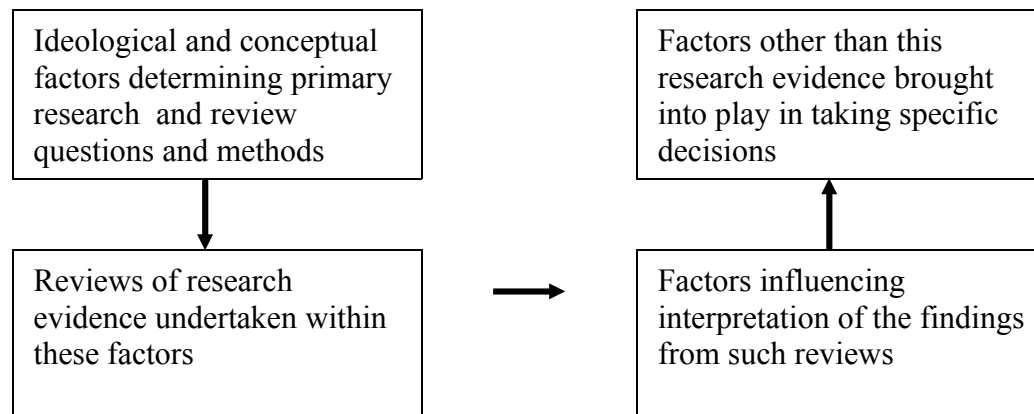 Ideological and conceptual
factors determining primary
research and review
questions and methods
Reviews of research
evidence undertaken within
these factors
Factors influencing
interpretation of the findings
from such reviews
Factors other than this
research evidence brought
into play in taking specific
decisions